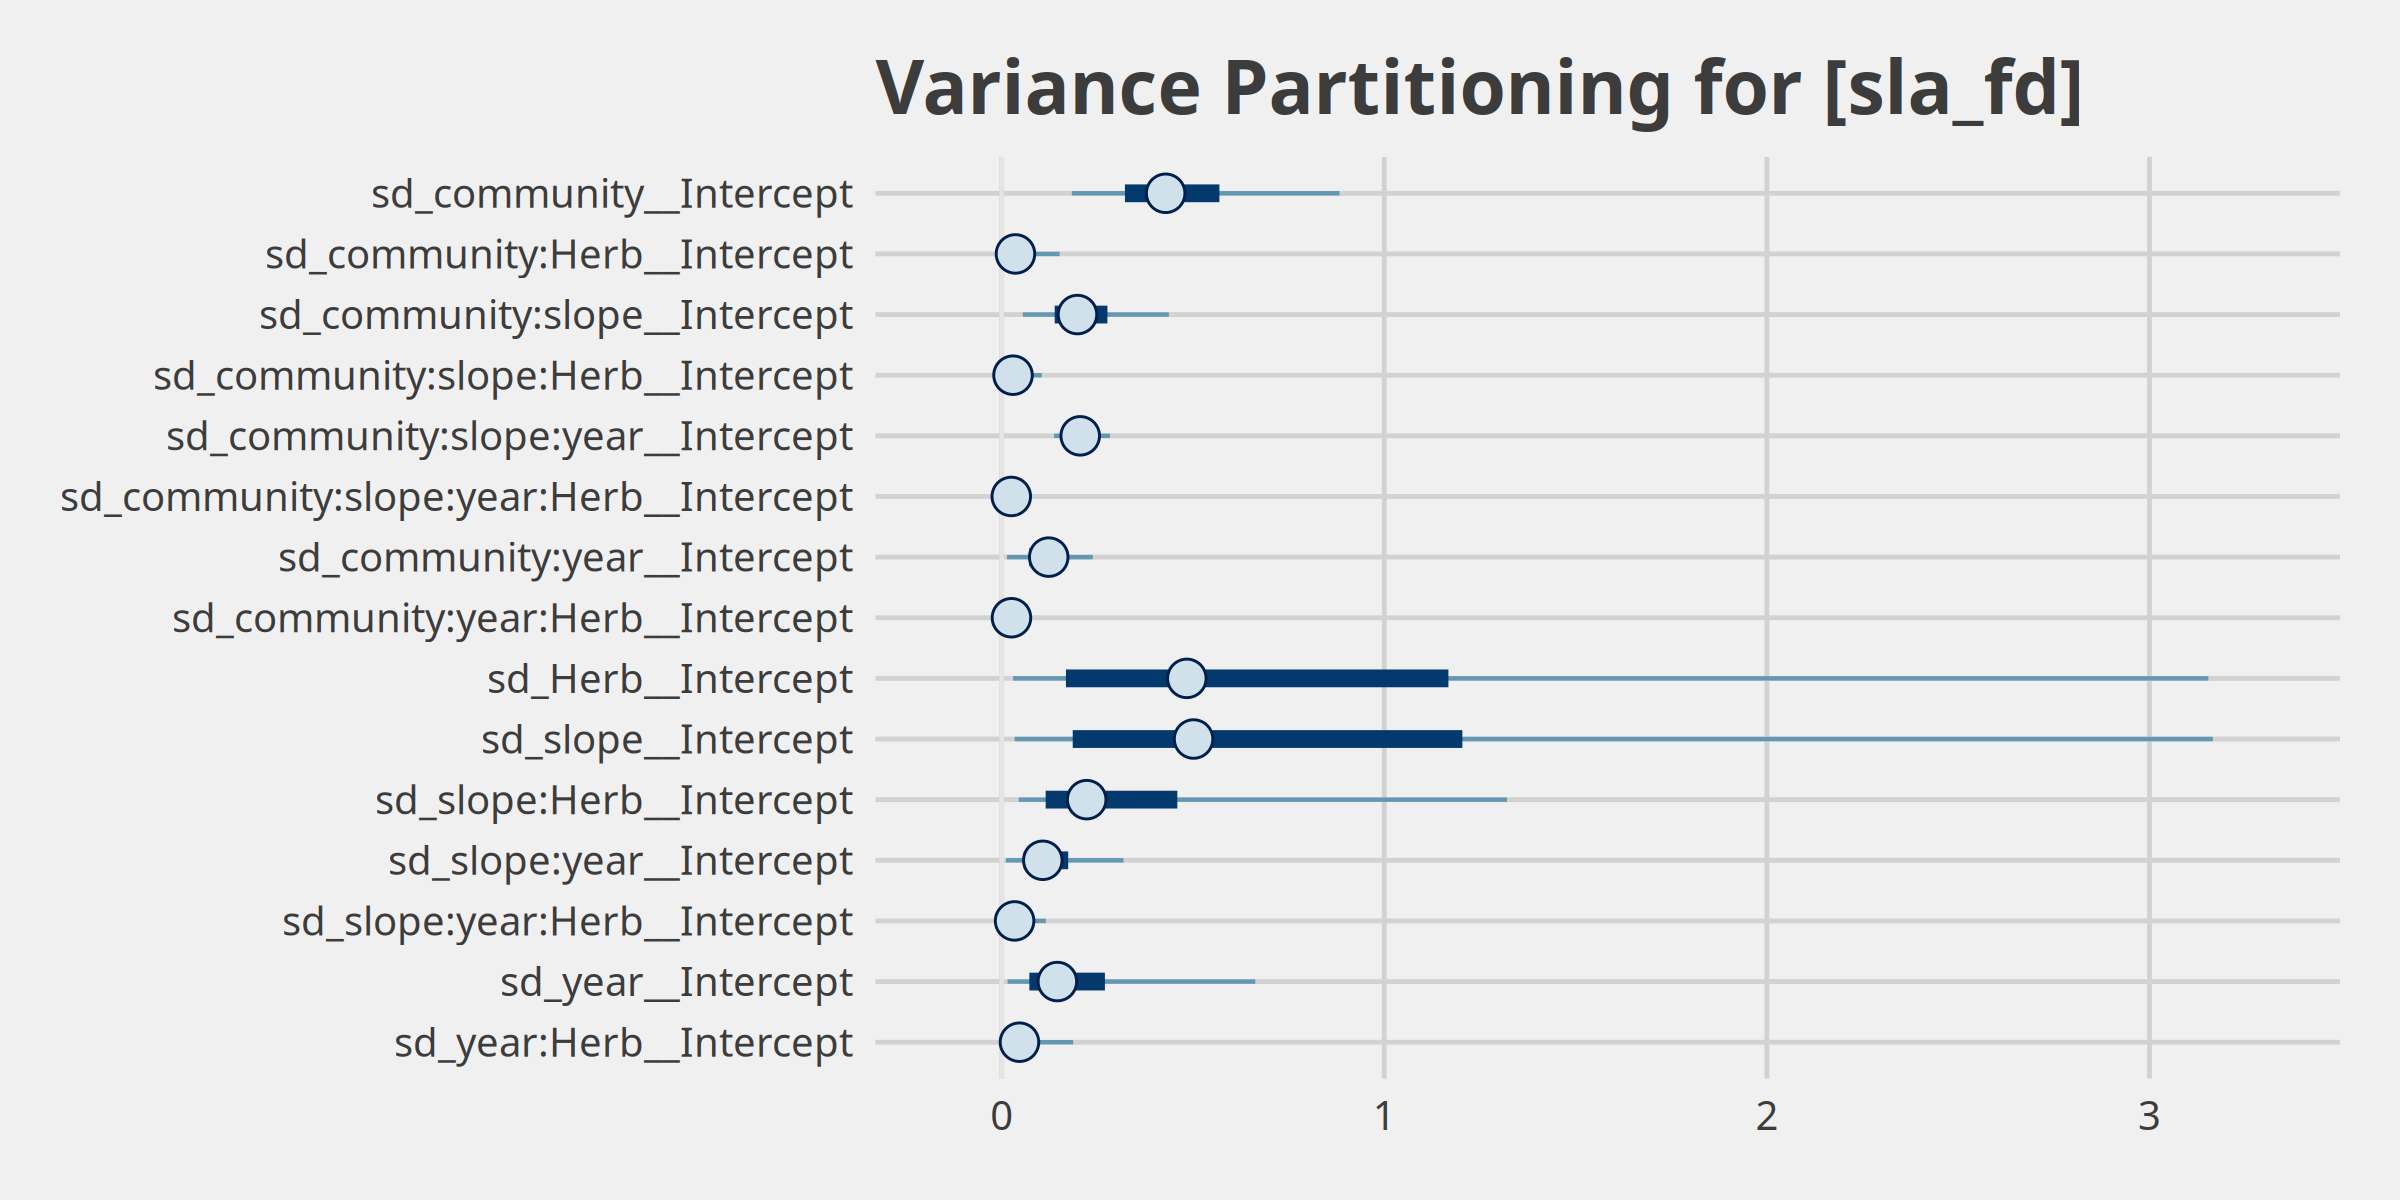 Variance Partitioning for [sla_fd]
sd_community__Intercept
sd_community:Herb__Intercept
sd_community:slope__Intercept
sd_community:slope:Herb__Intercept
sd_community:slope:year__Intercept
sd_community:slope:year:Herb__Intercept
sd_community:year__Intercept
sd_community:year:Herb__Intercept
sd_Herb__Intercept
sd_slope__Intercept
sd_slope:Herb__Intercept
sd_slope:year__Intercept
sd_slope:year:Herb__Intercept
sd_year__Intercept
sd_year:Herb__Intercept
0 1 2 3